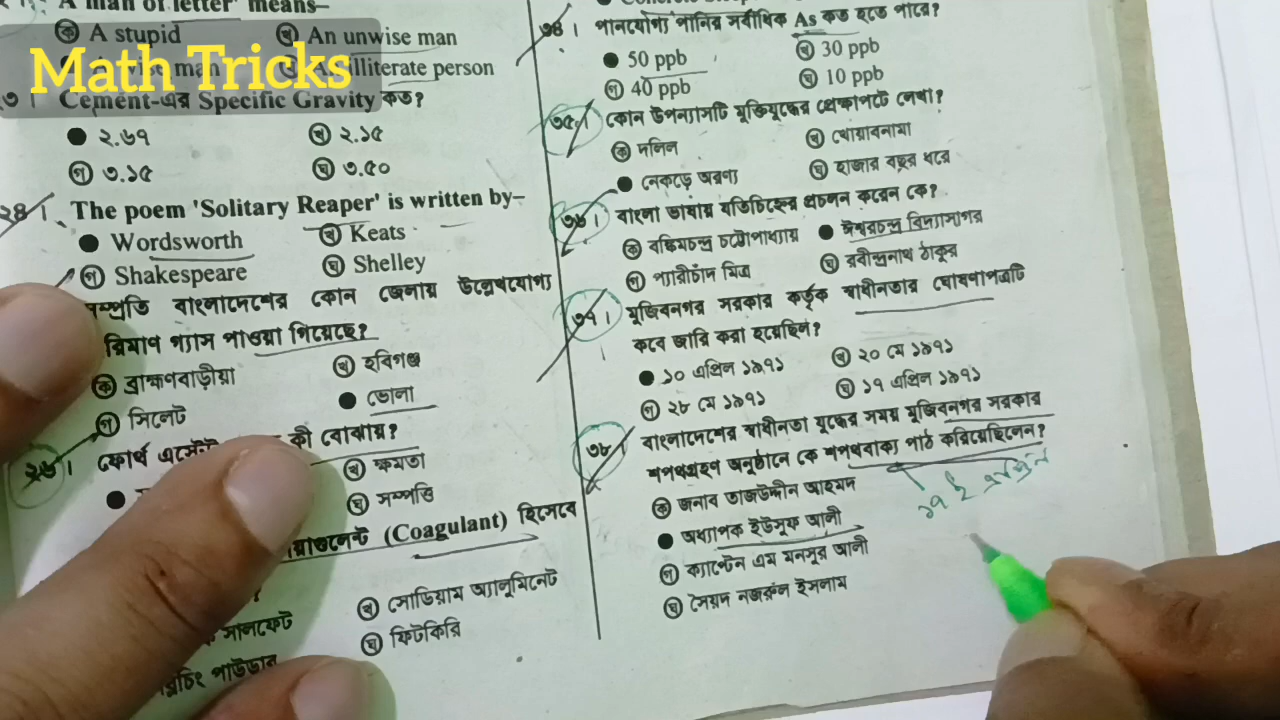 A man of letter' means–
ক A stupid
খ An unwise man
man
illiterate person
Math Tricks
Cement-এর Specific Gravity কত?
২.৬৭
খ ২.১৫
গ ৩.১৫
ঘ ৩.৫০
২৪। The poem 'Solitary Reaper' is written by–
Wordsworth
খ Keats
গ Shakespeare
ঘ Shelley
সম্প্রতি বাংলাদেশের কোন জেলায় উল্লেখযোগ্য
রিমাণ গ্যাস পাওয়া গিয়েছে?
ক ব্রাহ্মণবাড়ীয়া
খ হবিগঞ্জ
গ সিলেট
ভোলা
২৬। ফোর্থ এস্টেট কী বোঝায়?
খ ক্ষমতা
ঘ সম্পত্তি
(Coagulant) হিসেবে
খ সোডিয়াম অ্যালুমিনেট
সালফেট
ঘ ফিটকিরি
ব্লিচিং পাউডার
৩৪। পানযোগ্য পানির সর্বাধিক As কত হতে পারে?
50 ppb
খ 30 ppb
গ 40 ppb
ঘ 10 ppb
৩৫। কোন উপন্যাসটি মুক্তিযুদ্ধের প্রেক্ষাপটে লেখা?
ক দলিল
খ খোয়াবনামা
নেকড়ে অরণ্য
ঘ হাজার বছর ধরে
৩৬। বাংলা ভাষায় যতিচিহ্নের প্রচলন করেন কে?
ক বঙ্কিমচন্দ্র চট্টোপাধ্যায়
ঈশ্বরচন্দ্র বিদ্যাসাগর
গ প্যারীচাঁদ মিত্র
ঘ রবীন্দ্রনাথ ঠাকুর
৩৭। মুজিবনগর সরকার কর্তৃক স্বাধীনতার ঘোষণাপত্রটি
কবে জারি করা হয়েছিল?
১০ এপ্রিল ১৯৭১
খ ২০ মে ১৯৭১
গ ২৮ মে ১৯৭১
ঘ ১৭ এপ্রিল ১৯৭১
৩৮। বাংলাদেশের স্বাধীনতা যুদ্ধের সময় মুজিবনগর সরকার
শপথগ্রহণ অনুষ্ঠানে কে শপথবাক্য পাঠ করিয়েছিলেন?
ক জনাব তাজউদ্দীন আহমদ
অধ্যাপক ইউসুফ আলী
গ ক্যাপ্টেন এম মনসুর আলী
ঘ সৈয়দ নজরুল ইসলাম
১৭ ই